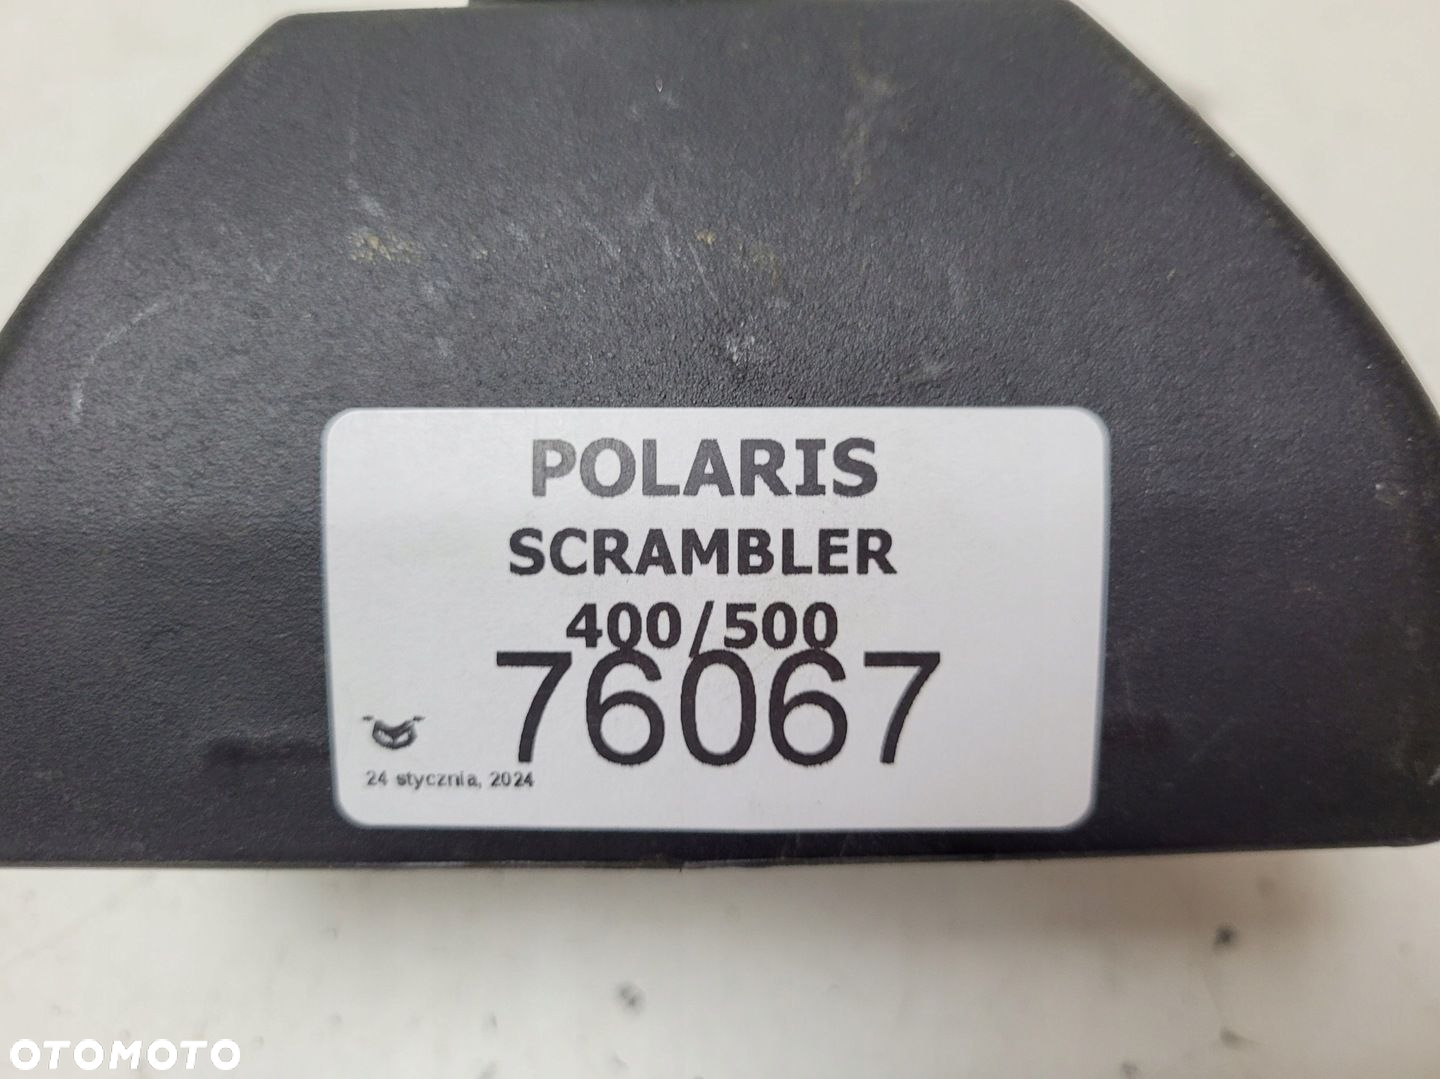 POLARIS
SCRAMBLER
400/500
76067
24 stycznia, 2024
OTOMOTO